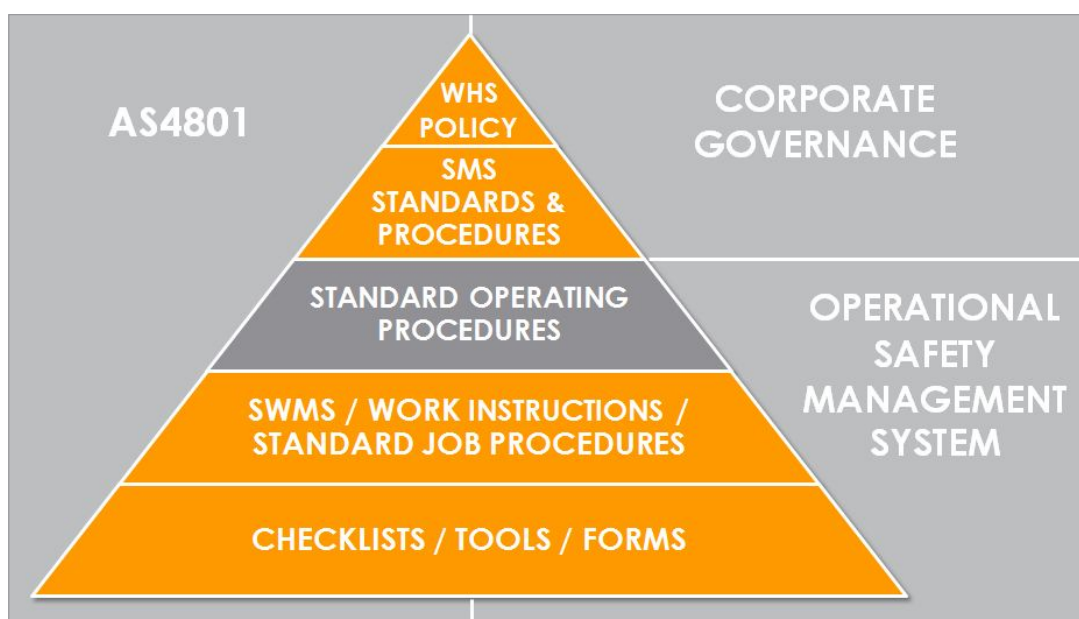 AS4801
WHS
POLICY
SMS
STANDARDS &
PROCEDURES
STANDARD OPERATING
PROCEDURES
SWMS / WORK INSTRUCTIONS /
STANDARD JOB PROCEDURES
CHECKLISTS / TOOLS / FORMS
CORPORATE
GOVERNANCE
OPERATIONAL
SAFETY
MANAGEMENT
SYSTEM